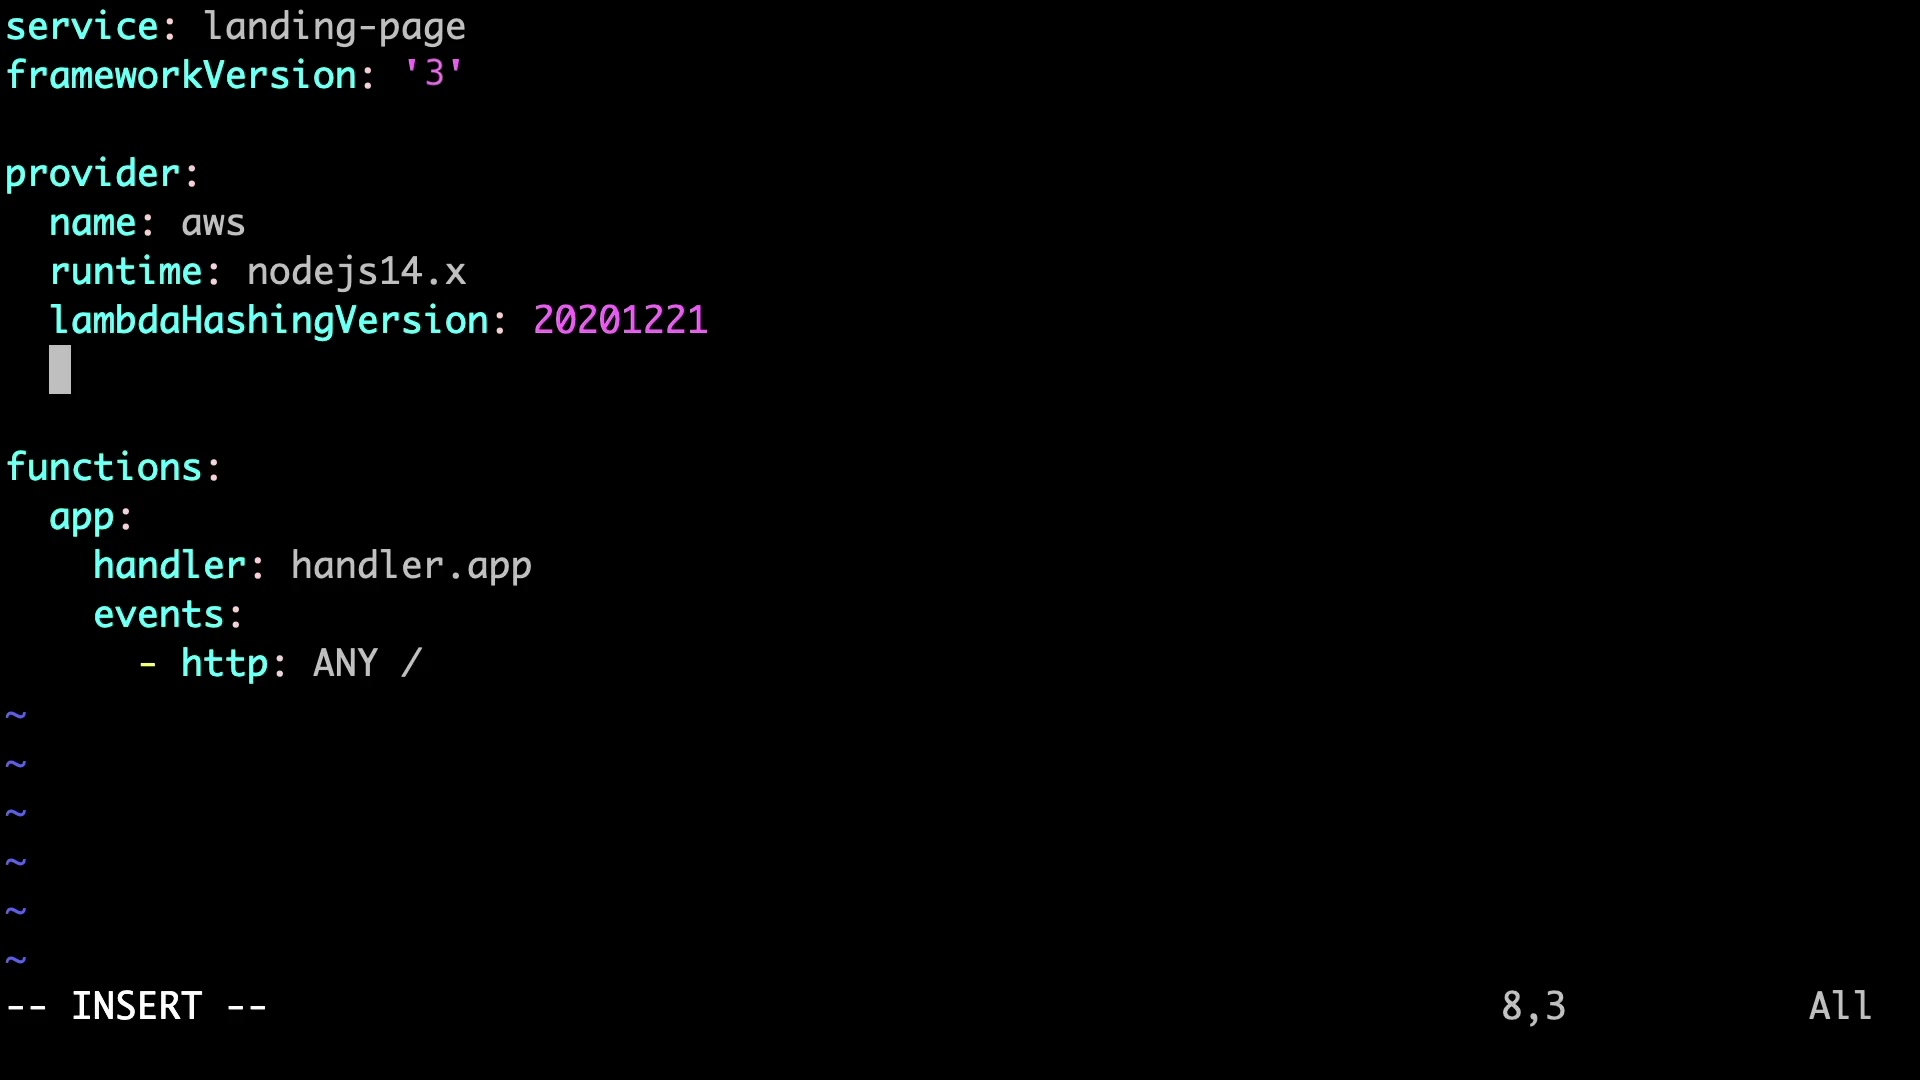 service: landing-page
frameworkVersion: '3'

provider:
  name: aws
  runtime: nodejs14.x
  lambdaHashingVersion: 20201221

functions:
  app:
    handler: handler.app
    events:
      - http: ANY /
~
~
~
~
~
~
-- INSERT --                    8,3    All